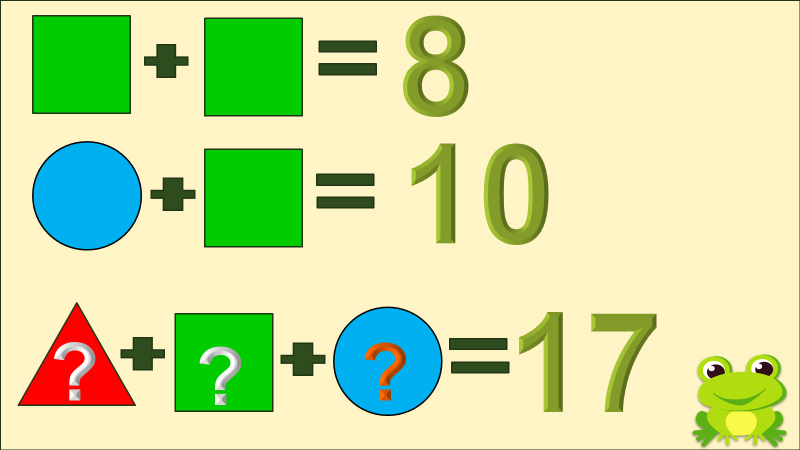 + = 8
+ = 10
? + ? + ? = 17